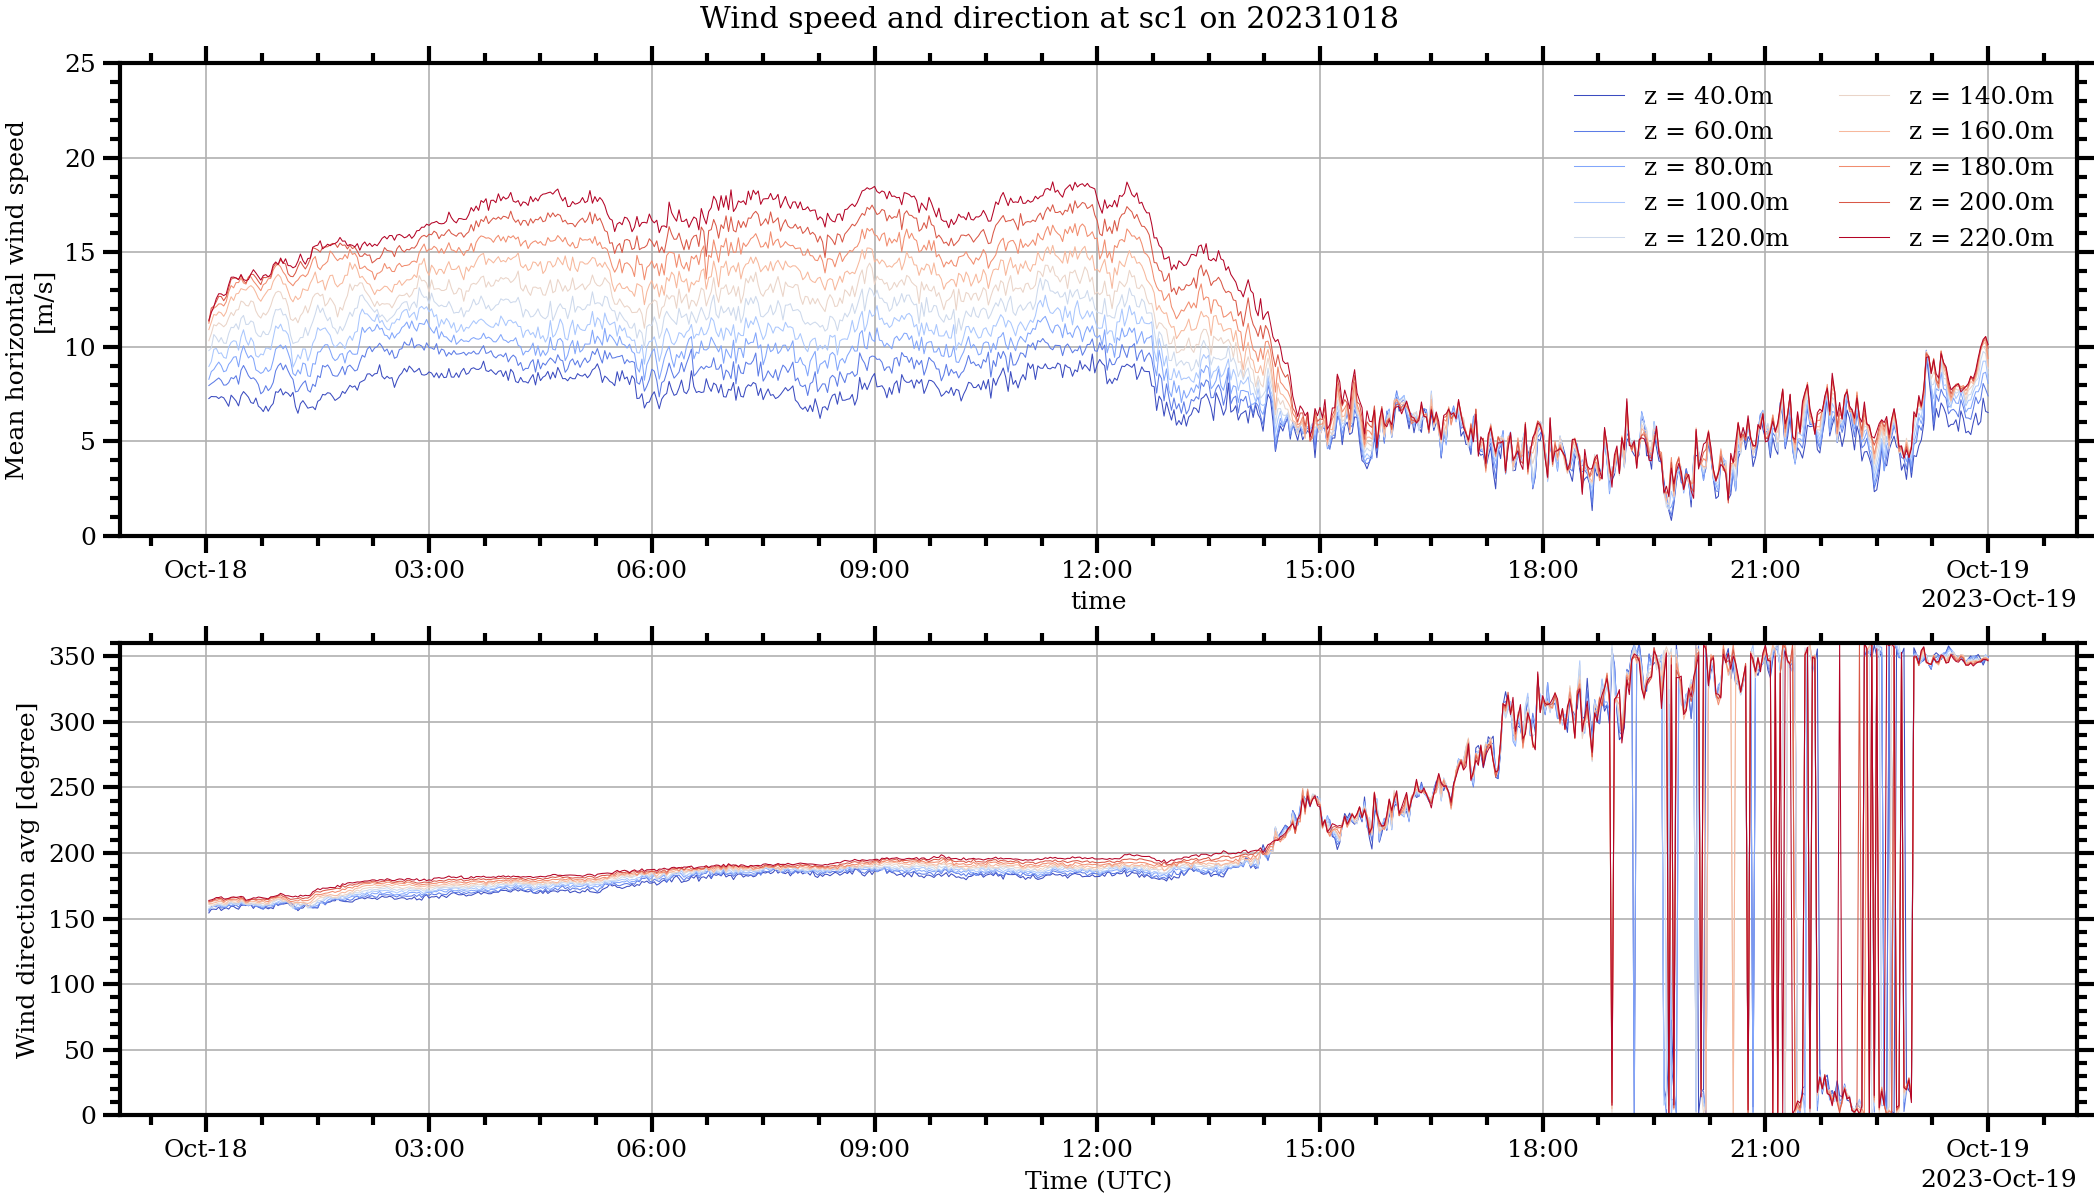 Wind speed and direction at sc1 on 20231018
Mean horizontal wind speed
[m/s]
25
20
15
10
5
0
z = 40.0m
z = 60.0m
z = 80.0m
z = 100.0m
z = 120.0m
z = 140.0m
z = 160.0m
z = 180.0m
z = 200.0m
z = 220.0m
Oct-18 03:00 06:00 09:00 12:00 15:00 18:00 21:00 Oct-19
time
2023-Oct-19
Wind direction avg [degree]
350
300
250
200
150
100
50
0
Oct-18 03:00 06:00 09:00 12:00 15:00 18:00 21:00 Oct-19
Time (UTC)
2023-Oct-19